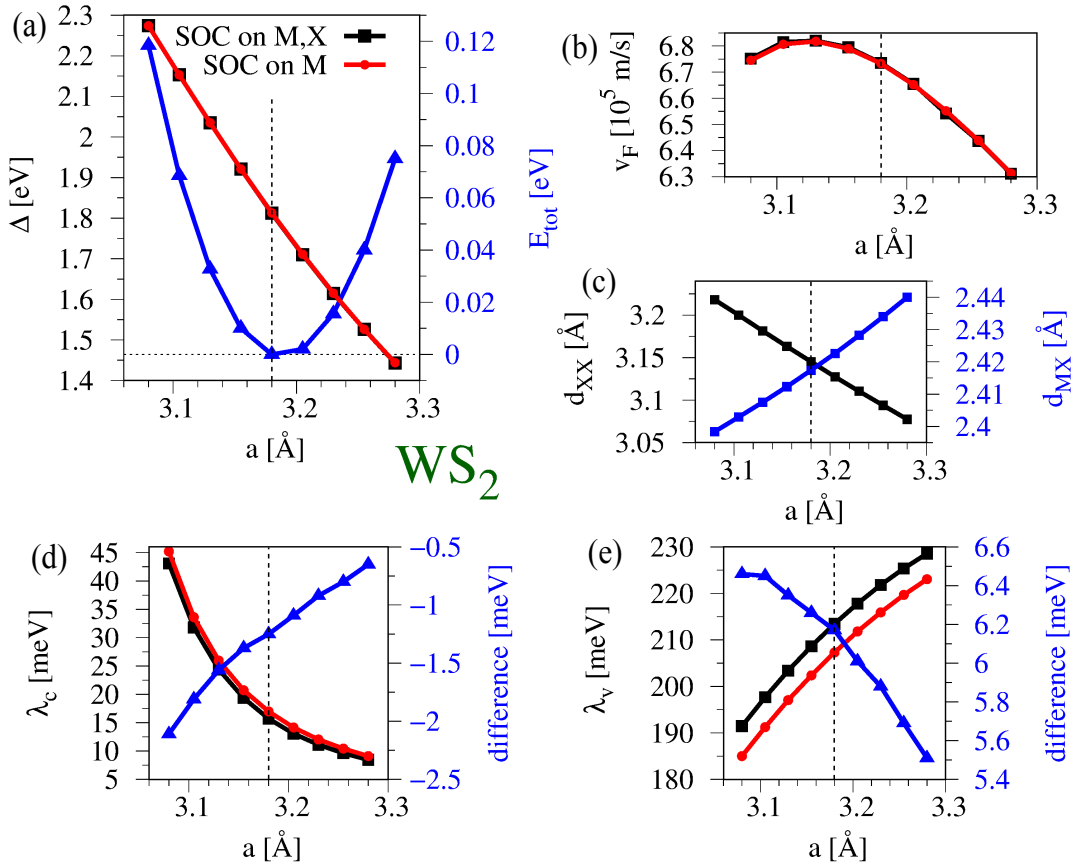 (a)
Δ [eV]
2.3
2.2
2.1
2
1.9
1.8
1.7
1.6
1.5
1.4
SOC on M,X
SOC on M
0.12
0.1
0.08
0.06
0.04
0.02
0
E_tot [eV]
3.1 3.2 3.3
a [Å]
(b)
v_F [10^5 m/s]
6.8
6.7
6.5
6.4
6.3
3.1 3.2 3.3
a [Å]
(c)
d_XX [Å]
3.2
3.15
3.1
3.05
2.44
2.43
2.42
2.41
2.4
d_MX [Å]
3.1 3.2 3.3
a [Å]
WS₂
(d)
λ_c [meV]
45
40
35
30
25
20
15
10
5
−0.5
−1
−1.5
−2
−2.5
difference [meV]
3.1 3.2 3.3
a [Å]
(e)
λ_v [meV]
230
220
210
200
190
180
6.6
6.4
6.2
6
5.8
5.6
5.4
difference [meV]
3.1 3.2 3.3
a [Å]